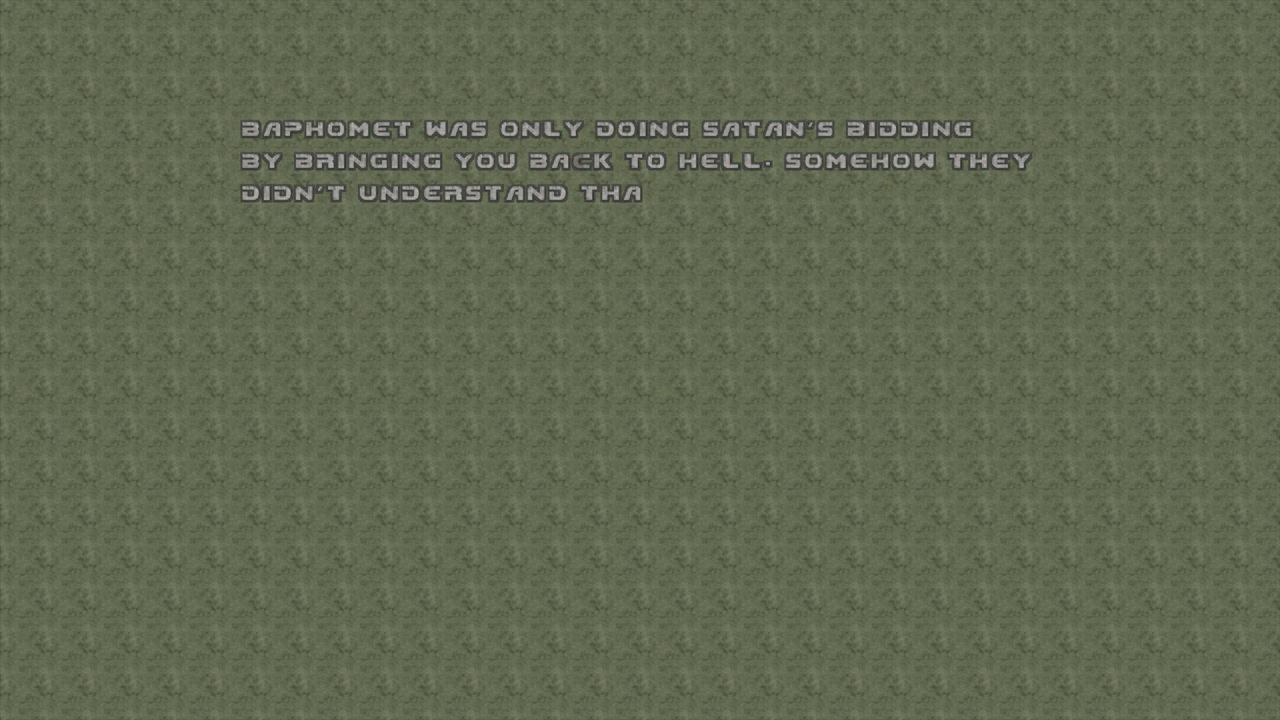 BAPHOMET WAS ONLY DOING SATAN'S BIDDING
BY BRINGING YOU BACK TO HELL. SOMEHOW THEY
DIDN'T UNDERSTAND THA